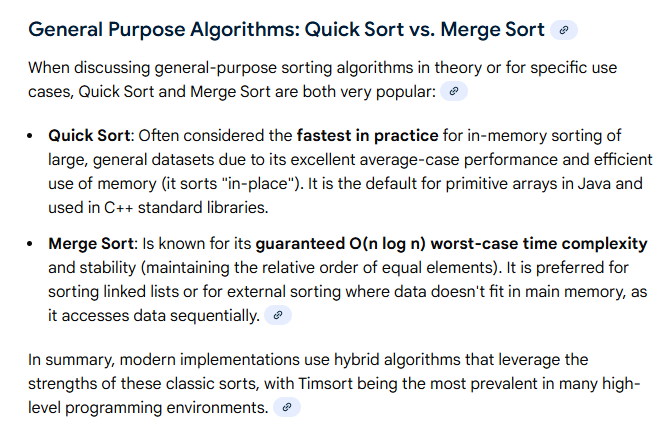 General Purpose Algorithms: Quick Sort vs. Merge Sort
When discussing general-purpose sorting algorithms in theory or for specific use
cases, Quick Sort and Merge Sort are both very popular:
• Quick Sort: Often considered the fastest in practice for in-memory sorting of
large, general datasets due to its excellent average-case performance and efficient
use of memory (it sorts "in-place"). It is the default for primitive arrays in Java and
used in C++ standard libraries.
• Merge Sort: Is known for its guaranteed O(n log n) worst-case time complexity
and stability (maintaining the relative order of equal elements). It is preferred for
sorting linked lists or for external sorting where data doesn't fit in main memory, as
it accesses data sequentially.
In summary, modern implementations use hybrid algorithms that leverage the
strengths of these classic sorts, with Timsort being the most prevalent in many high-
level programming environments.